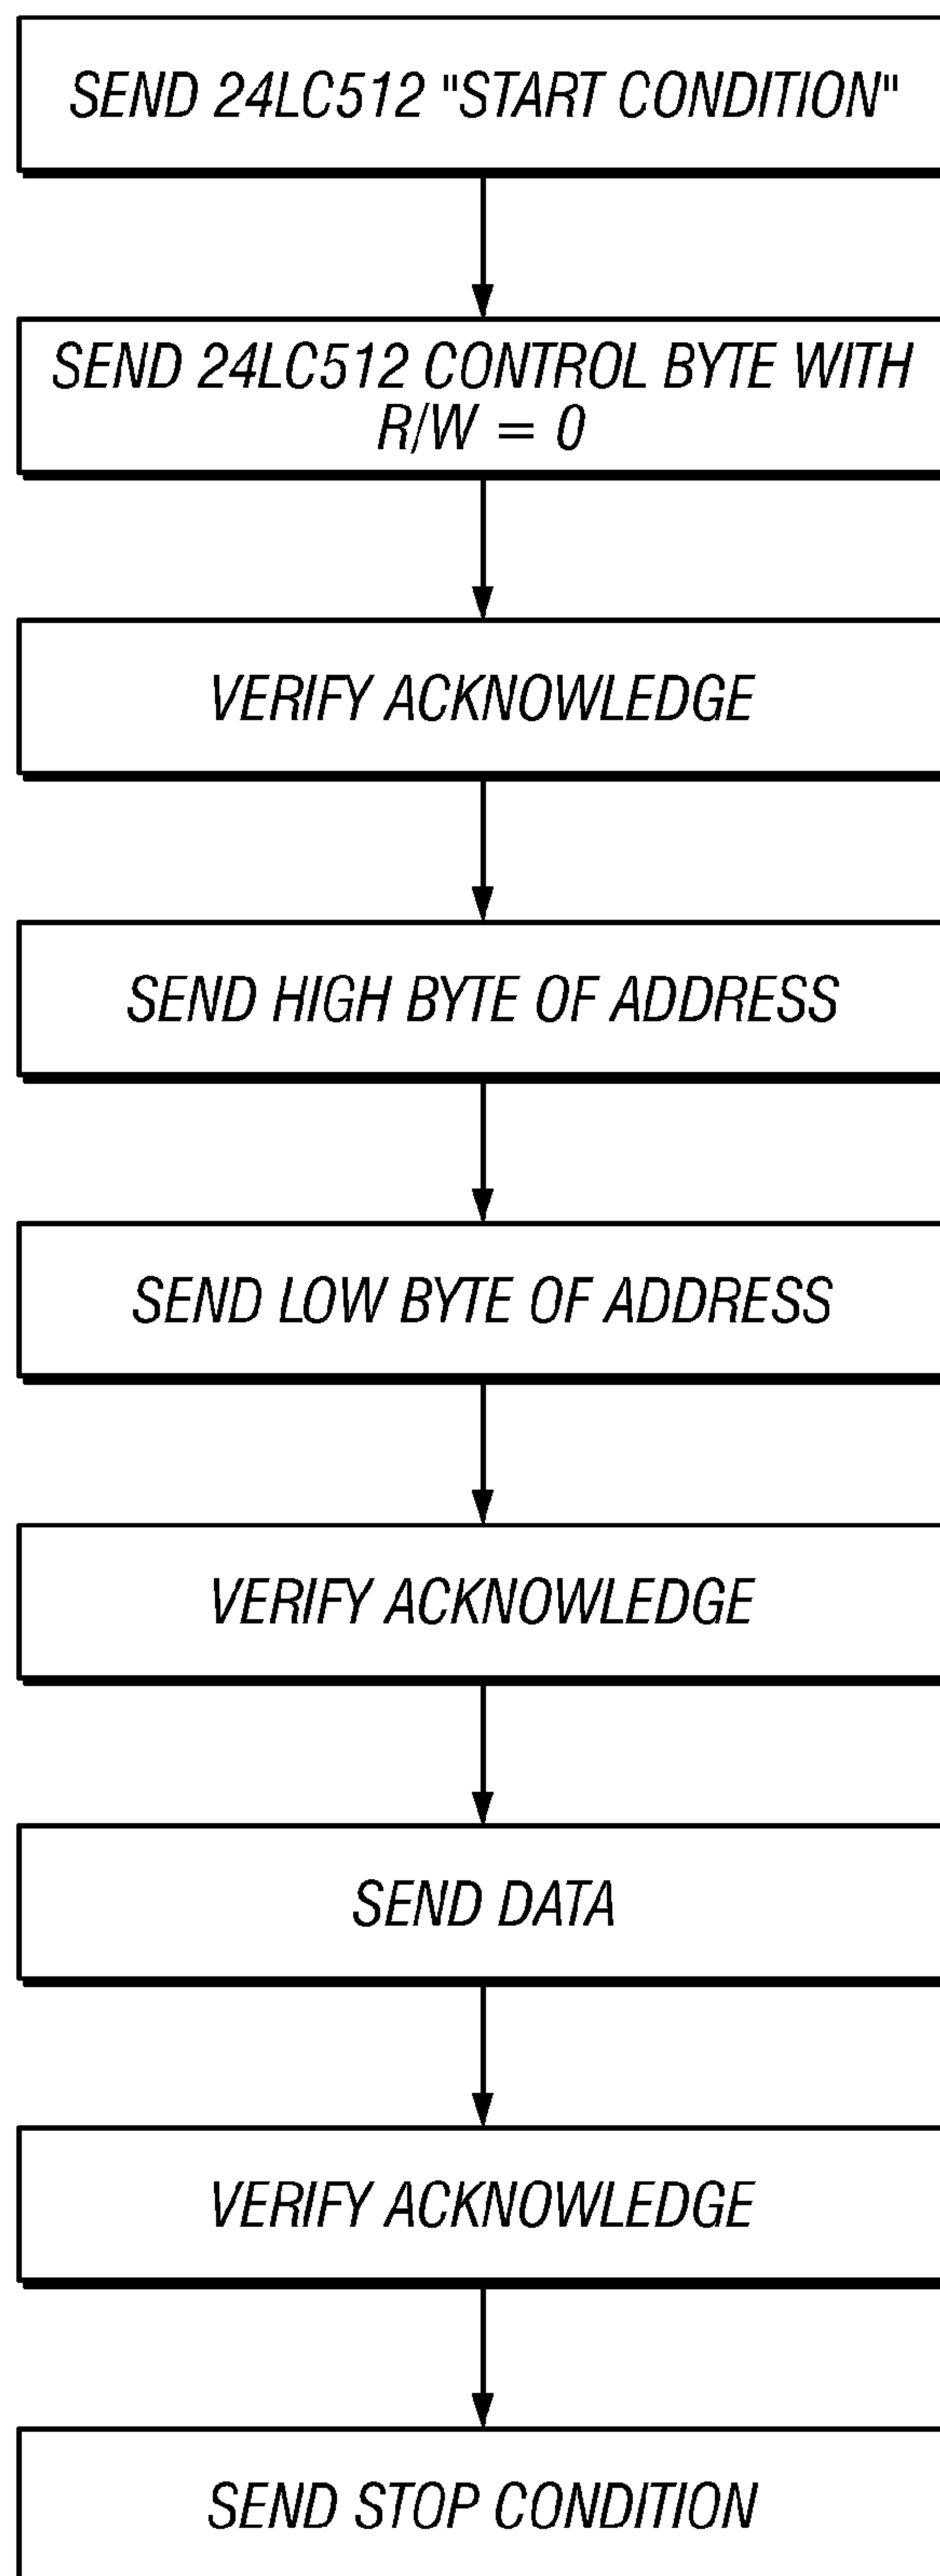 SEND 24LC512 "START CONDITION"
SEND 24LC512 CONTROL BYTE WITH
R/W = 0
VERIFY ACKNOWLEDGE
SEND HIGH BYTE OF ADDRESS
SEND LOW BYTE OF ADDRESS
VERIFY ACKNOWLEDGE
SEND DATA
VERIFY ACKNOWLEDGE
SEND STOP CONDITION